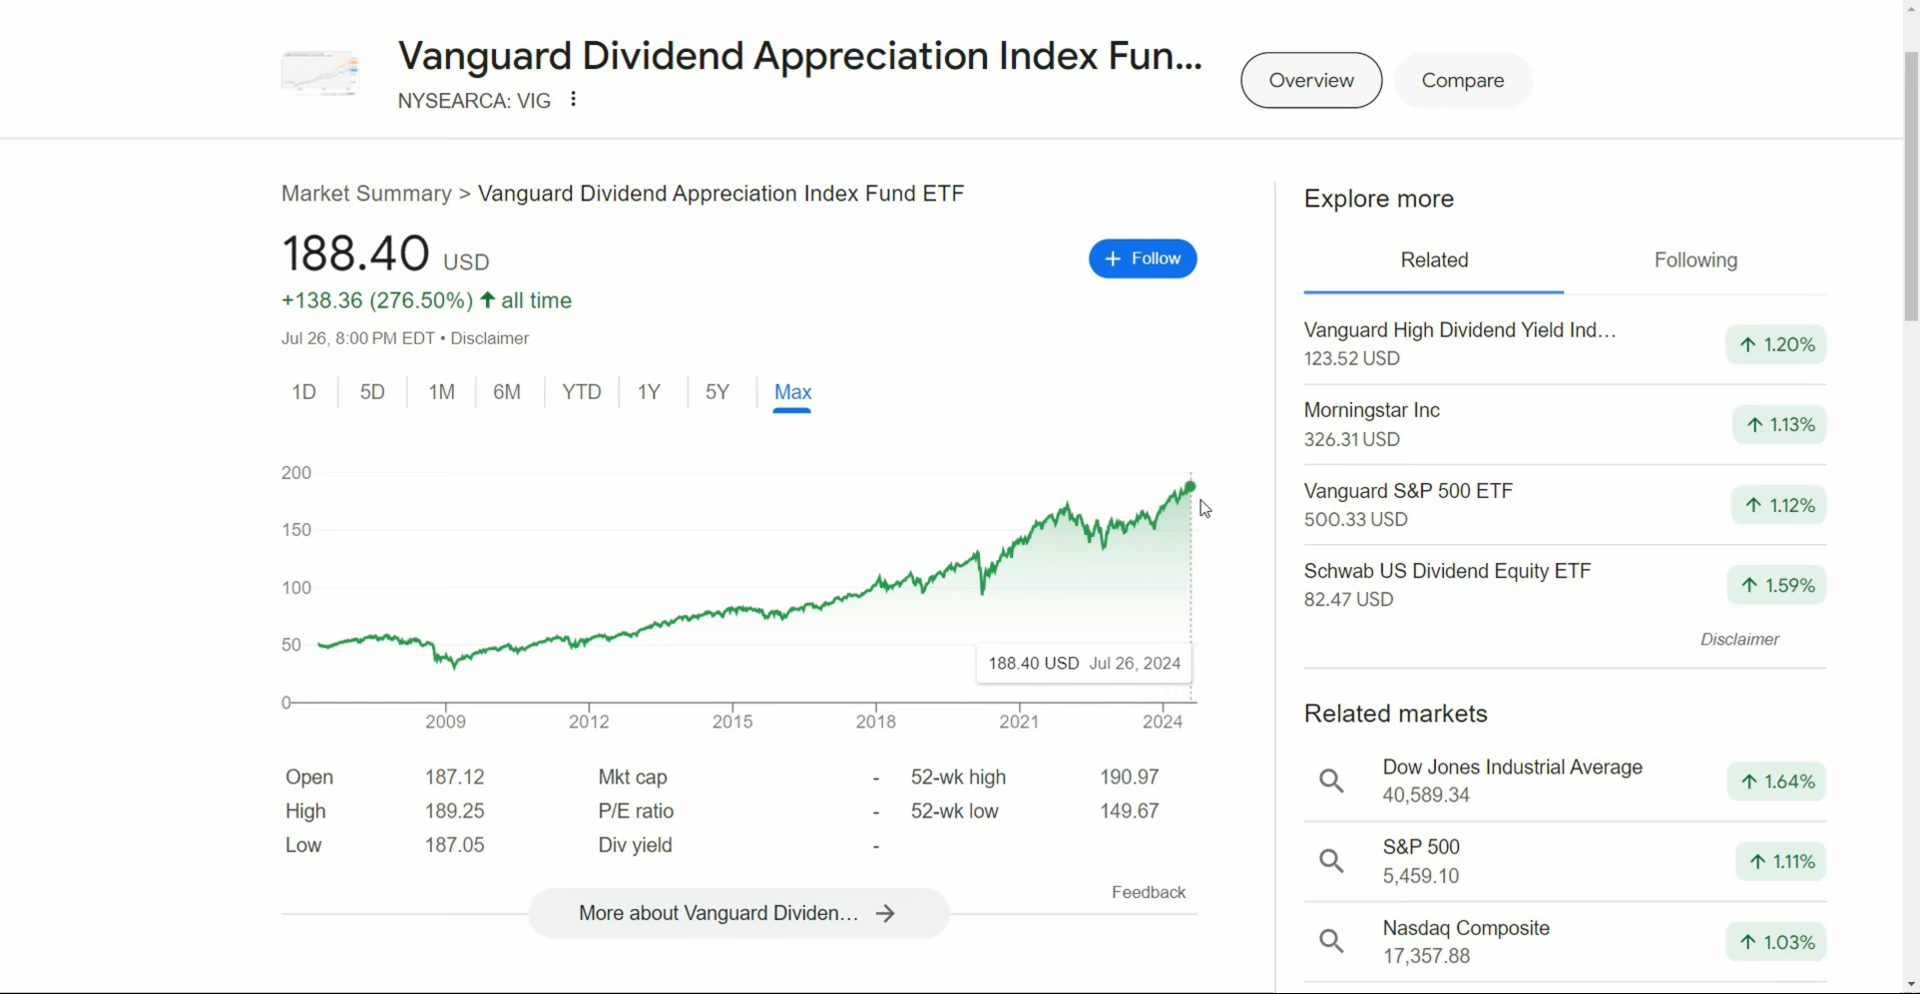 Vanguard Dividend Appreciation Index Fun...
NYSEARCA: VIG
Overview
Compare
Market Summary > Vanguard Dividend Appreciation Index Fund ETF
188.40 USD
+ Follow
+138.36 (276.50%) ↑ all time
Jul 26, 8:00 PM EDT • Disclaimer
1D 5D 1M 6M YTD 1Y 5Y Max
200
150
100
50
0
188.40 USD Jul 26, 2024
2009 2012 2015 2018 2021 2024
Open 187.12 Mkt cap - 52-wk high 190.97
High 189.25 P/E ratio - 52-wk low 149.67
Low 187.05 Div yield -
Feedback
More about Vanguard Dividen... →
Explore more
Related Following
Vanguard High Dividend Yield Ind...
123.52 USD
↑ 1.20%
Morningstar Inc
326.31 USD
↑ 1.13%
Vanguard S&P 500 ETF
500.33 USD
↑ 1.12%
Schwab US Dividend Equity ETF
82.47 USD
↑ 1.59%
Disclaimer
Related markets
Dow Jones Industrial Average
40,589.34
↑ 1.64%
S&P 500
5,459.10
↑ 1.11%
Nasdaq Composite
17,357.88
↑ 1.03%